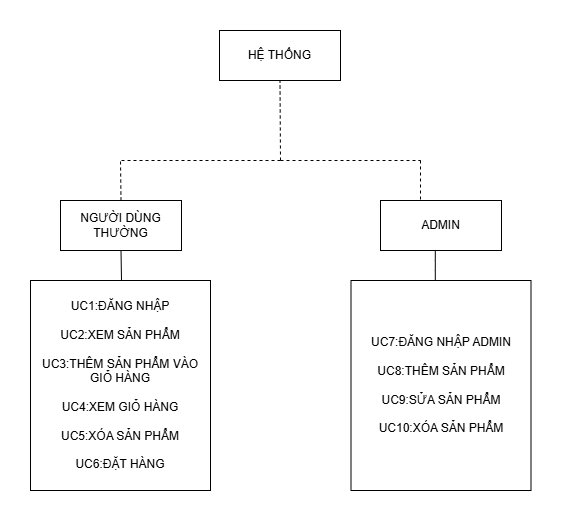 HỆ THỐNG
NGƯỜI DÙNG
THƯỜNG
ADMIN
UC1:ĐĂNG NHẬP
UC2:XEM SẢN PHẨM
UC3:THÊM SẢN PHẨM VÀO
GIỎ HÀNG
UC4:XEM GIỎ HÀNG
UC5:XÓA SẢN PHẨM
UC6:ĐẶT HÀNG
UC7:ĐĂNG NHẬP ADMIN
UC8:THÊM SẢN PHẨM
UC9:SỬA SẢN PHẨM
UC10:XÓA SẢN PHẨM